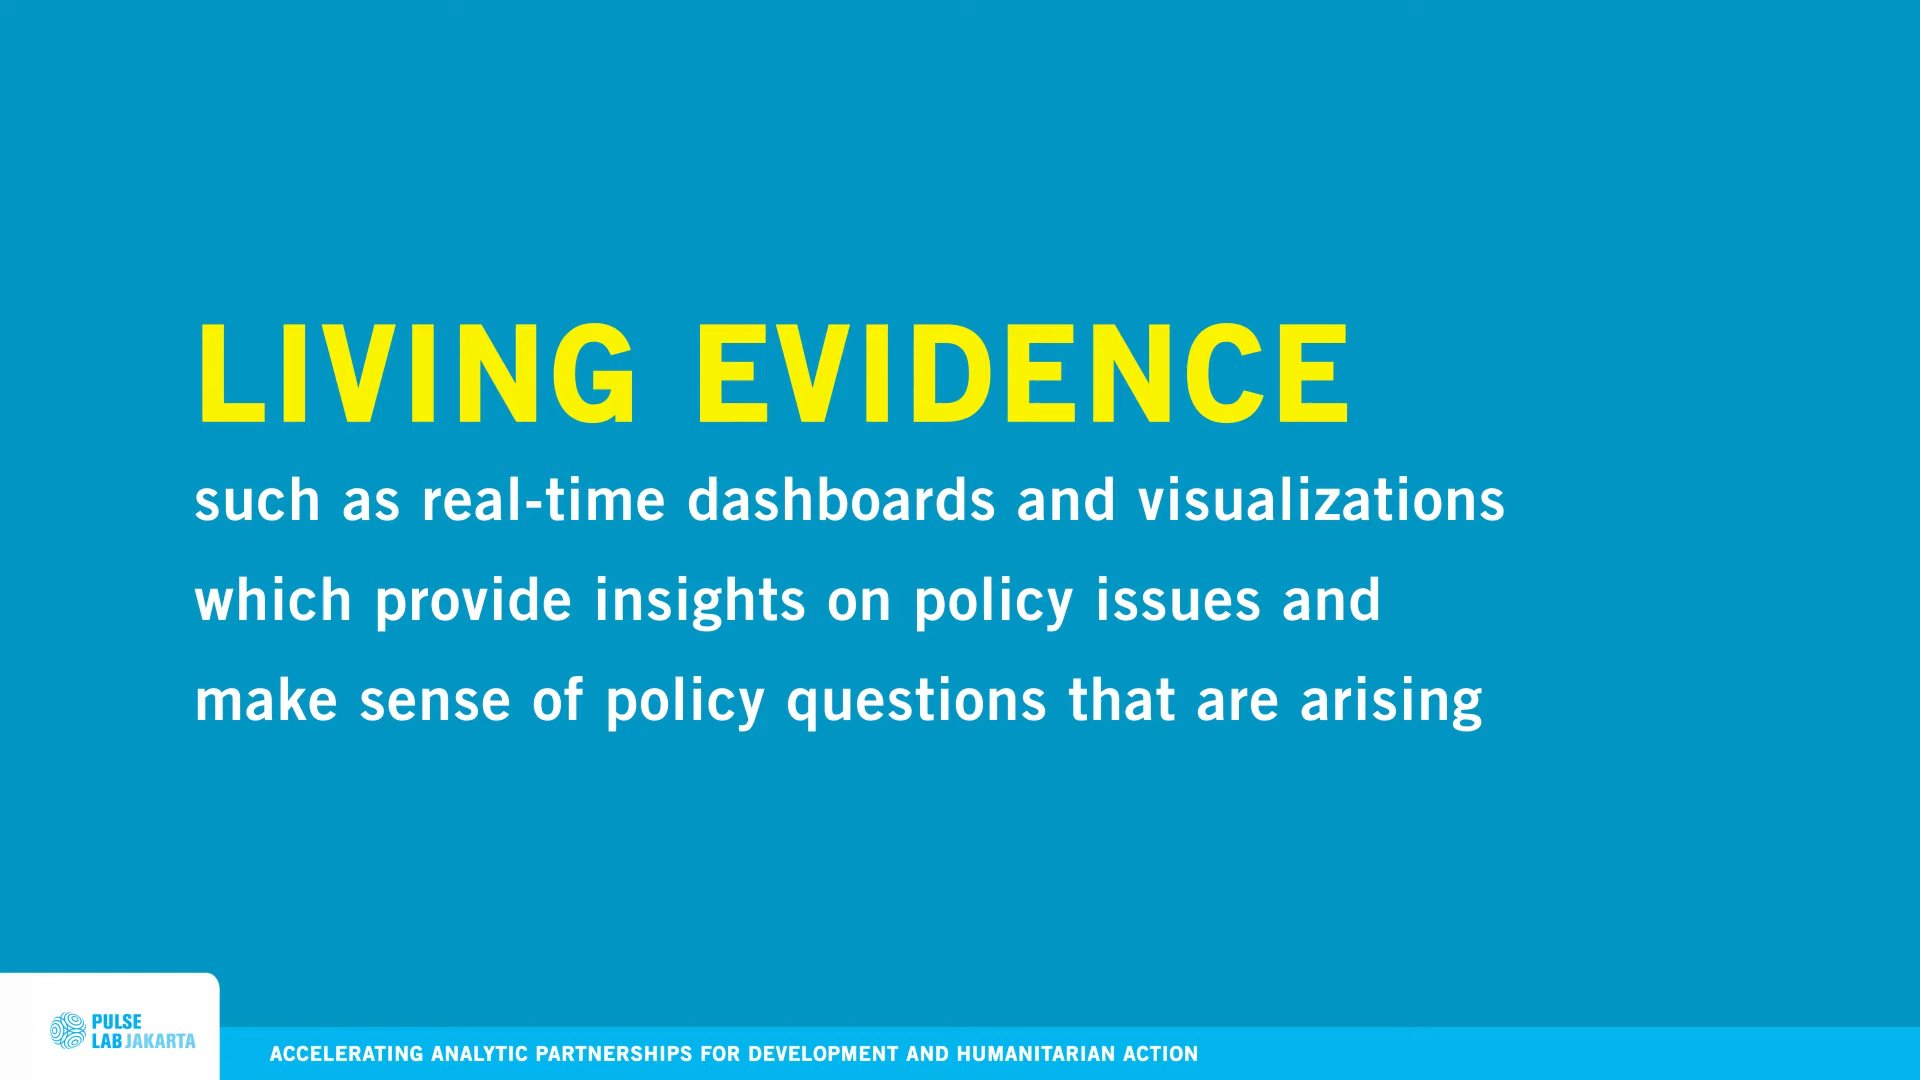 LIVING EVIDENCE
such as real-time dashboards and visualizations
which provide insights on policy issues and
make sense of policy questions that are arising
PULSE
LAB JAKARTA
ACCELERATING ANALYTIC PARTNERSHIPS FOR DEVELOPMENT AND HUMANITARIAN ACTION